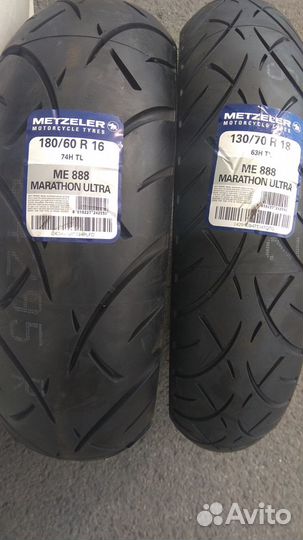 METZELER
MOTORCYCLE TYRES
180/60 R 16
74H TL
ME 888
MARATHON ULTRA
METZELER
MOTORCYCLE TYRES
130/70 R 18
63H TL
ME 888
MARATHON ULTRA
Avito